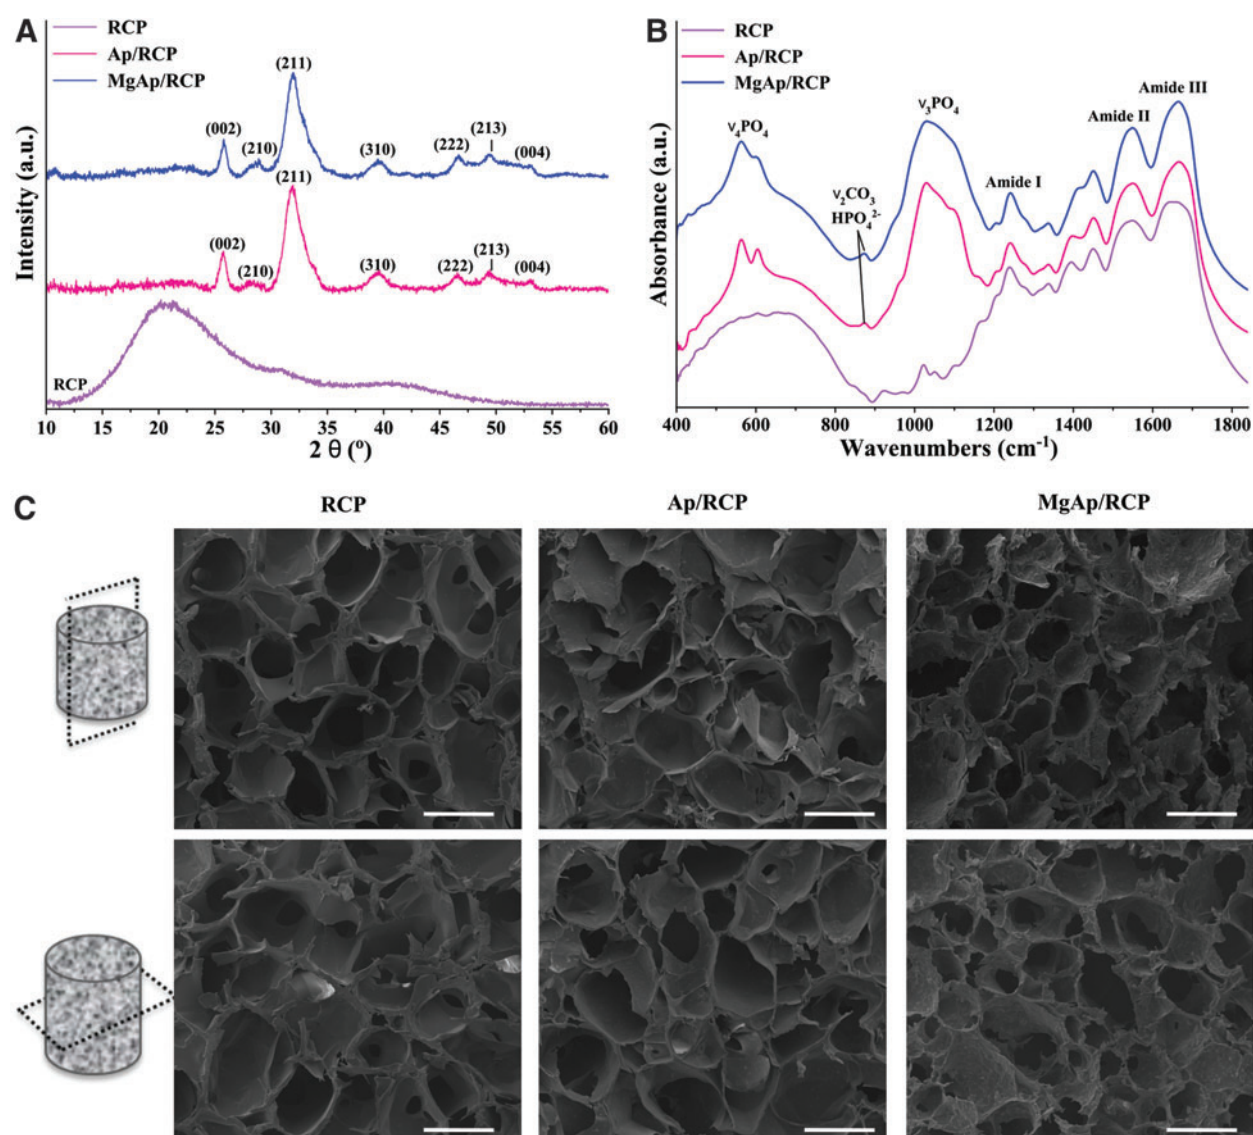 A
RCP
Ap/RCP
MgAp/RCP
Intensity (a.u.)
(002)
(210)
(211)
(310)
(222)
(213)
(004)
(002)
(210)
(211)
(310)
(222)
(213)
(004)
RCP
10 15 20 25 30 35 40 45 50 55 60
2 θ (º)
B
RCP
Ap/RCP
MgAp/RCP
Absorbance (a.u.)
ν₄PO₄
ν₂CO₃
HPO₄²⁻
ν₃PO₄
Amide I
Amide II
Amide III
400 600 800 1000 1200 1400 1600 1800
Wavenumbers (cm⁻¹)
C
RCP Ap/RCP MgAp/RCP